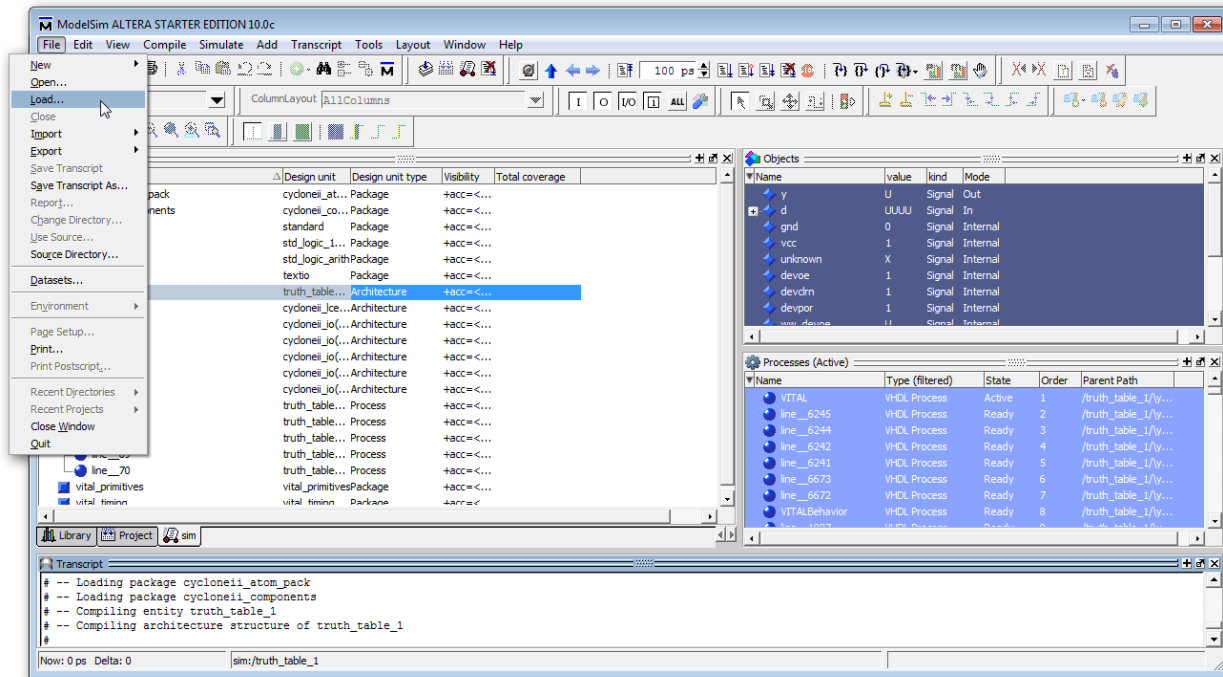 ModelSim ALTERA STARTER EDITION 10.0c
File Edit View Compile Simulate Add Transcript Tools Layout Window Help
100 ps
ColumnLayout AllColumns
I O I/O 1 ALL
New
Open...
Load...
Close
Import
Export
Save Transcript
Save Transcript As...
Report...
Change Directory...
Use Source...
Source Directory...
Datasets...
Environment
Page Setup...
Print...
Print Postscript...
Recent Directories
Recent Projects
Close Window
Quit
Design unit Design unit type Visibility Total coverage
pack cycloneii_at... Package +acc=<...
nents cycloneii_co... Package +acc=<...
standard Package +acc=<...
std_logic_1... Package +acc=<...
std_logic_arith Package +acc=<...
textio Package +acc=<...
truth_table... Architecture +acc=<...
cycloneii_lce... Architecture +acc=<...
cycloneii_io(... Architecture +acc=<...
cycloneii_io(... Architecture +acc=<...
cycloneii_io(... Architecture +acc=<...
cycloneii_io(... Architecture +acc=<...
cycloneii_io(... Architecture +acc=<...
truth_table... Process +acc=<...
truth_table... Process +acc=<...
truth_table... Process +acc=<...
truth_table... Process +acc=<...
line__70 truth_table... Process +acc=<...
vital_primitives vital_primitives Package +acc=<...
vital_timing vital_timing Package +acc=<
Library Project sim
Objects
Name value kind Mode
y U Signal Out
d UUUU Signal In
gnd 0 Signal Internal
vcc 1 Signal Internal
unknown X Signal Internal
devoe 1 Signal Internal
devclrn 1 Signal Internal
devpor 1 Signal Internal
ww_devoe U Signal Internal
Processes (Active)
Name Type (filtered) State Order Parent Path
VITAL VHDL Process Active 1 /truth_table_1/\y...
line__6245 VHDL Process Ready 2 /truth_table_1/\y...
line__6244 VHDL Process Ready 3 /truth_table_1/\y...
line__6242 VHDL Process Ready 4 /truth_table_1/\y...
line__6241 VHDL Process Ready 5 /truth_table_1/\y...
line__6673 VHDL Process Ready 6 /truth_table_1/\y...
line__6672 VHDL Process Ready 7 /truth_table_1/\y...
VITALBehavior VHDL Process Ready 8 /truth_table_1/\y...
Transcript
# -- Loading package cycloneii_atom_pack
# -- Loading package cycloneii_components
# -- Compiling entity truth_table_1
# -- Compiling architecture structure of truth_table_1
#
Now: 0 ps Delta: 0 sim:/truth_table_1